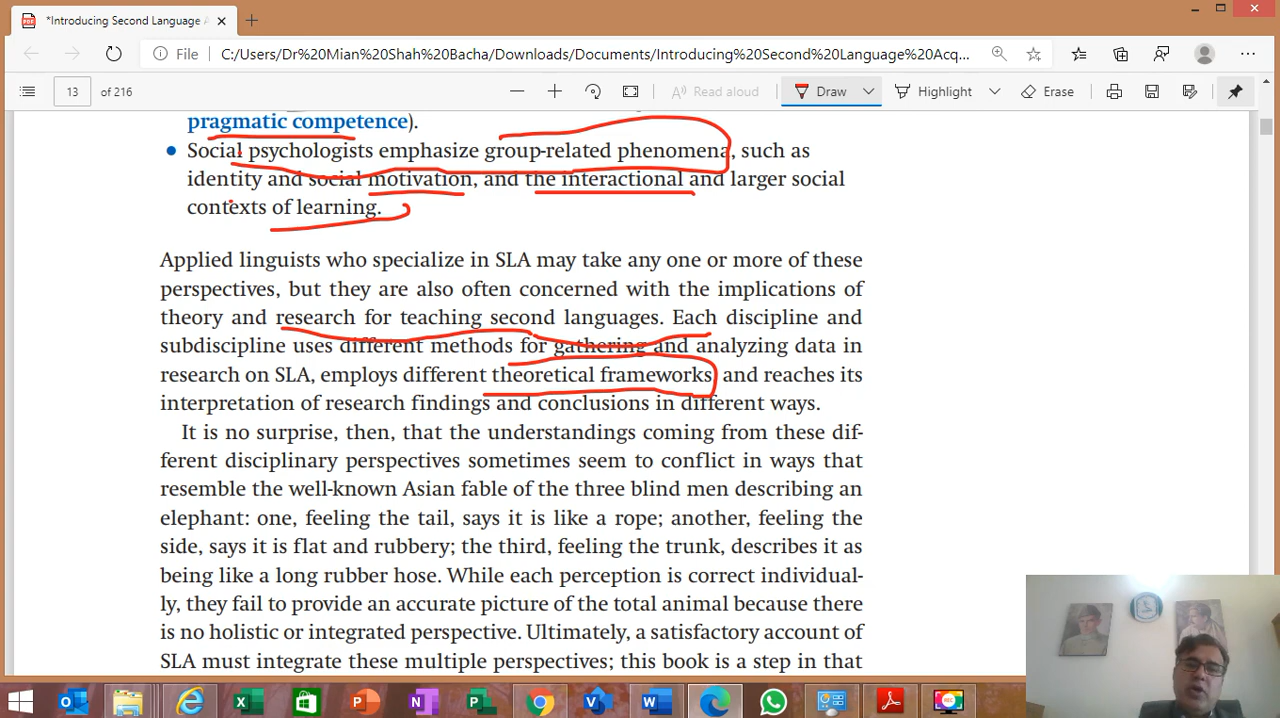 *Introducing Second Language A
File
C:/Users/Dr%20Mian%20Shah%20Bacha/Downloads/Documents/Introducing%20Second%20Language%20Acq...
13 of 216
Read aloud
Draw
Highlight
Erase
pragmatic competence).
• Social psychologists emphasize group-related phenomena, such as
identity and social motivation, and the interactional and larger social
contexts of learning.
Applied linguists who specialize in SLA may take any one or more of these
perspectives, but they are also often concerned with the implications of
theory and research for teaching second languages. Each discipline and
subdiscipline uses different methods for gathering and analyzing data in
research on SLA, employs different theoretical frameworks, and reaches its
interpretation of research findings and conclusions in different ways.
It is no surprise, then, that the understandings coming from these dif-
ferent disciplinary perspectives sometimes seem to conflict in ways that
resemble the well-known Asian fable of the three blind men describing an
elephant: one, feeling the tail, says it is like a rope; another, feeling the
side, says it is flat and rubbery; the third, feeling the trunk, describes it as
being like a long rubber hose. While each perception is correct individual-
ly, they fail to provide an accurate picture of the total animal because there
is no holistic or integrated perspective. Ultimately, a satisfactory account of
SLA must integrate these multiple perspectives; this book is a step in that